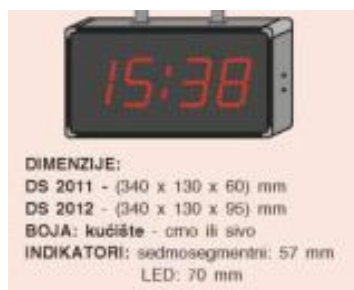 15:38
DIMENZIJE:
DS 2011 - (340 x 130 x 60) mm
DS 2012 - (340 x 130 x 95) mm
BOJA: kućište - crno ili sivo
INDIKATORI: sedmosegmentni: 57 mm
LED: 70 mm